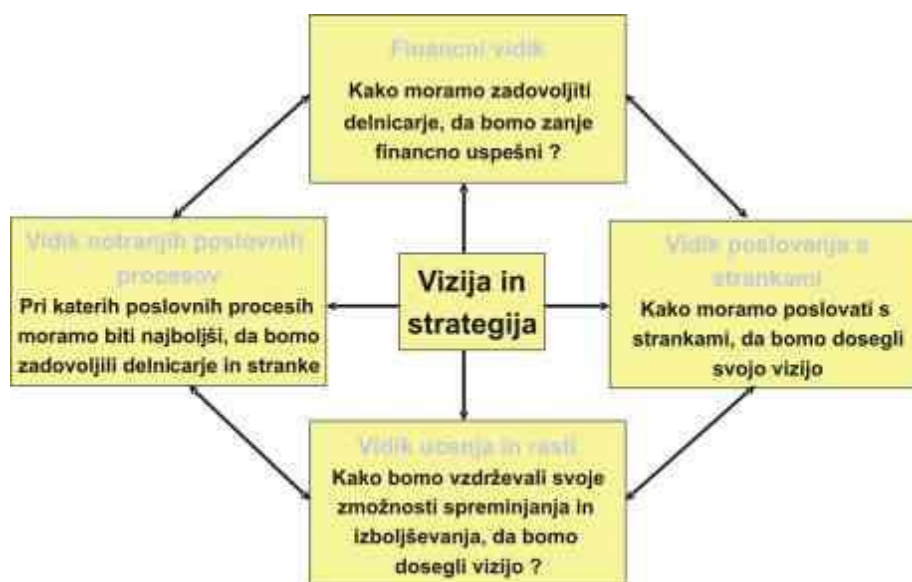 Financni vidik
Kako moramo zadovoljiti
delnicarje, da bomo zanje
financno uspešni ?
Vidik notranjih poslovnih
procesov
Pri katerih poslovnih procesih
moramo biti najboljši, da bomo
zadovoljili delnicarje in stranke
Vizija in
strategija
Vidik poslovanja s
strankami
Kako moramo poslovati s
strankami, da bomo dosegli
svojo vizijo
Vidik ucenja in rasti
Kako bomo vzdrževali svoje
zmožnosti spreminjanja in
izboljševanja, da bomo
dosegli vizijo ?